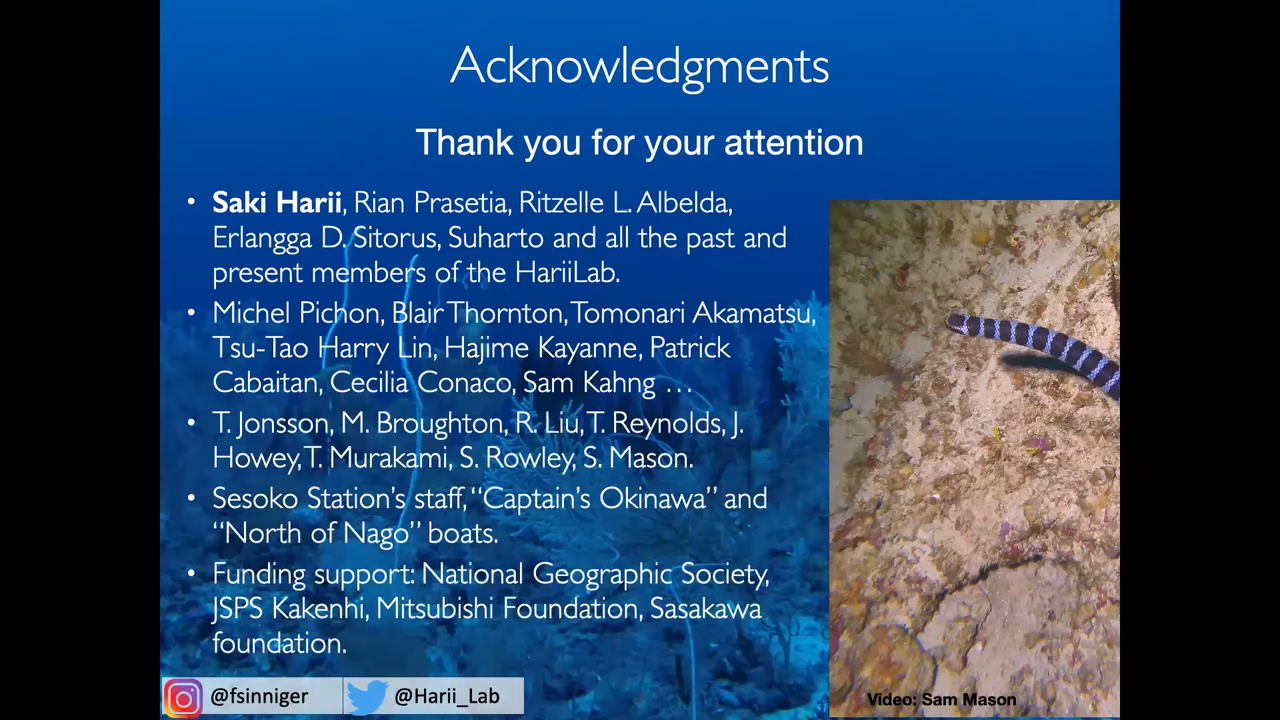 Acknowledgments
Thank you for your attention
• Saki Harii, Rian Prasetia, Ritzelle L. Albelda,
Erlangga D. Sitorus, Suharto and all the past and
present members of the HariiLab.
• Michel Pichon, Blair Thornton, Tomonari Akamatsu,
Tsu-Tao Harry Lin, Hajime Kayanne, Patrick
Cabaitan, Cecilia Conaco, Sam Kahng …
• T. Jonsson, M. Broughton, R. Liu, T. Reynolds, J.
Howey, T. Murakami, S. Rowley, S. Mason.
• Sesoko Station’s staff, “Captain’s Okinawa” and
“North of Nago” boats.
• Funding support: National Geographic Society,
JSPS Kakenhi, Mitsubishi Foundation, Sasakawa
foundation.
@fsinniger @Harii_Lab
Video: Sam Mason